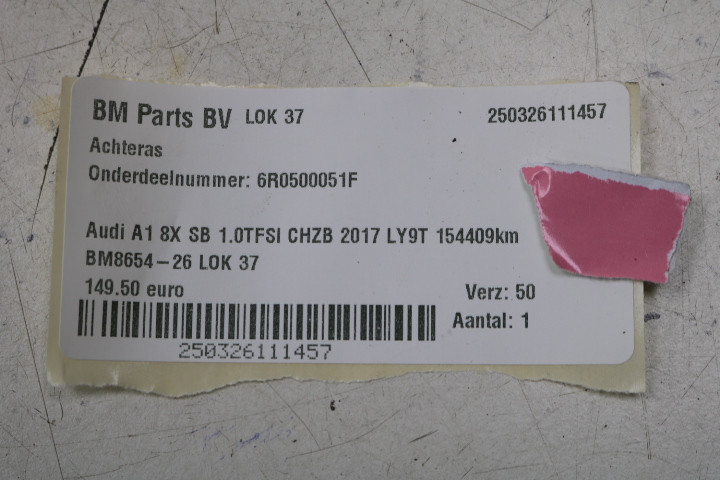 BM Parts BV LOK 37 250326111457
Achteras
Onderdeelnummer: 6R0500051F
Audi A1 8X SB 1.0TFSI CHZB 2017 LY9T 154409km
BM8654-26 LOK 37
149.50 euro Verz: 50
Aantal: 1
250326111457